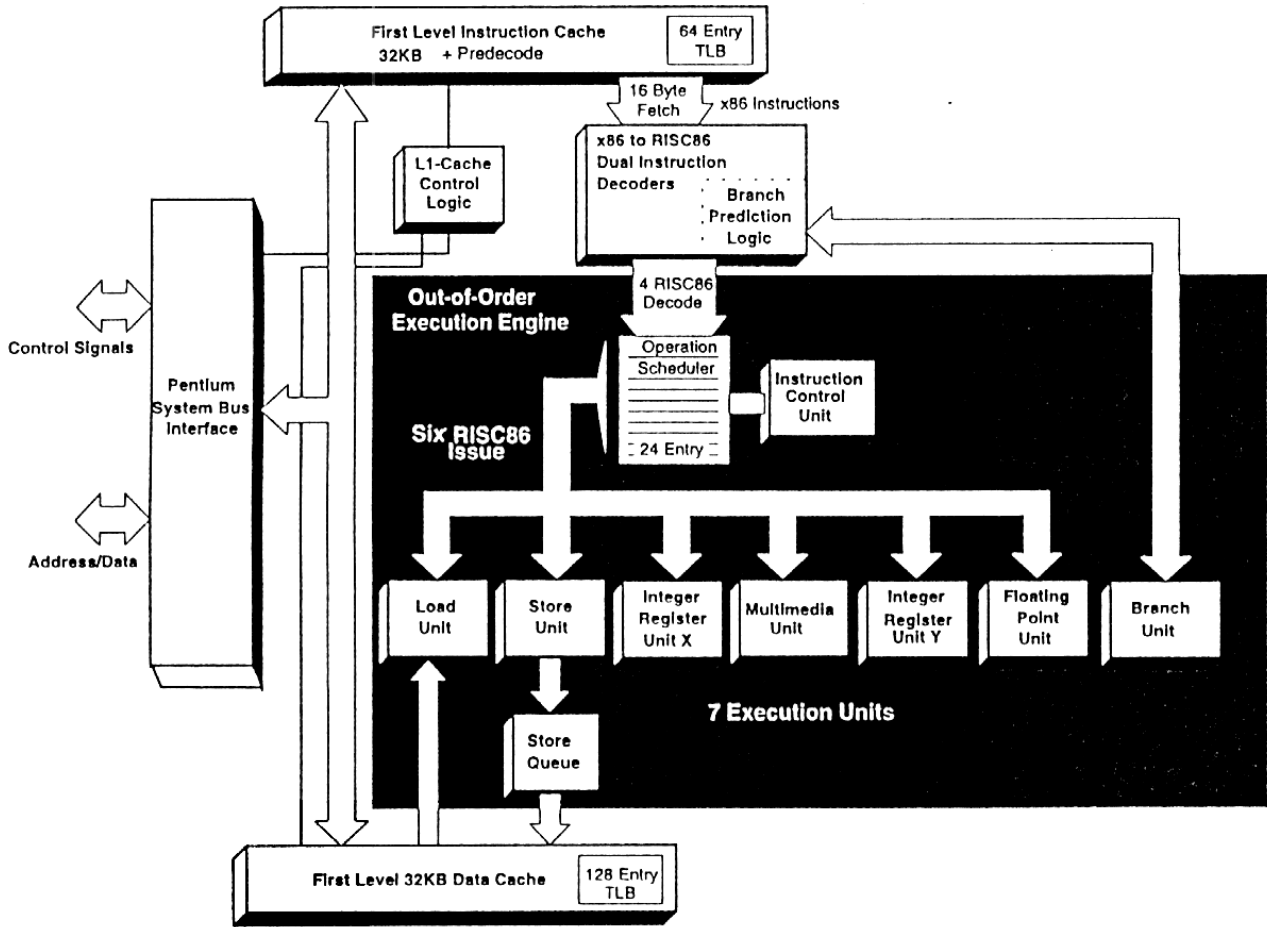 First Level Instruction Cache
32KB + Predecode
64 Entry
TLB
16 Byte
Fetch
x86 Instructions
x86 to RISC86
Dual Instruction
Decoders
Branch
Prediction
Logic
L1-Cache
Control
Logic
4 RISC86
Decode
Out-of-Order
Execution Engine
Operation
Scheduler
24 Entry
Instruction
Control
Unit
Control Signals
Pentium
System Bus
Interface
Six RISC86
Issue
Address/Data
Load
Unit
Store
Unit
Integer
Register
Unit X
Multimedia
Unit
Integer
Register
Unit Y
Floating
Point
Unit
Branch
Unit
7 Execution Units
Store
Queue
First Level 32KB Data Cache
128 Entry
TLB